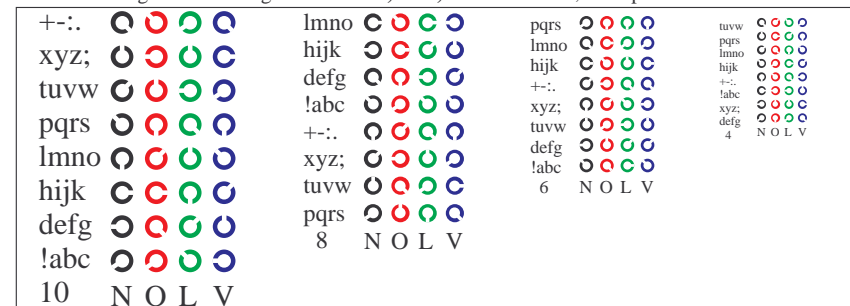 +-:.
xyz;
tuvw
pqrs
lmno
hijk
defg
!abc
10 N O L V
lmno
hijk
defg
!abc
+-:.
xyz;
tuvw
pqrs
8 N O L V
pqrs
lmno
hijk
+-:.
xyz;
tuvw
defg
!abc
6 N O L V
tuvw
pqrs
lmno
hijk
+-:.
!abc
xyz;
defg
4 N O L V